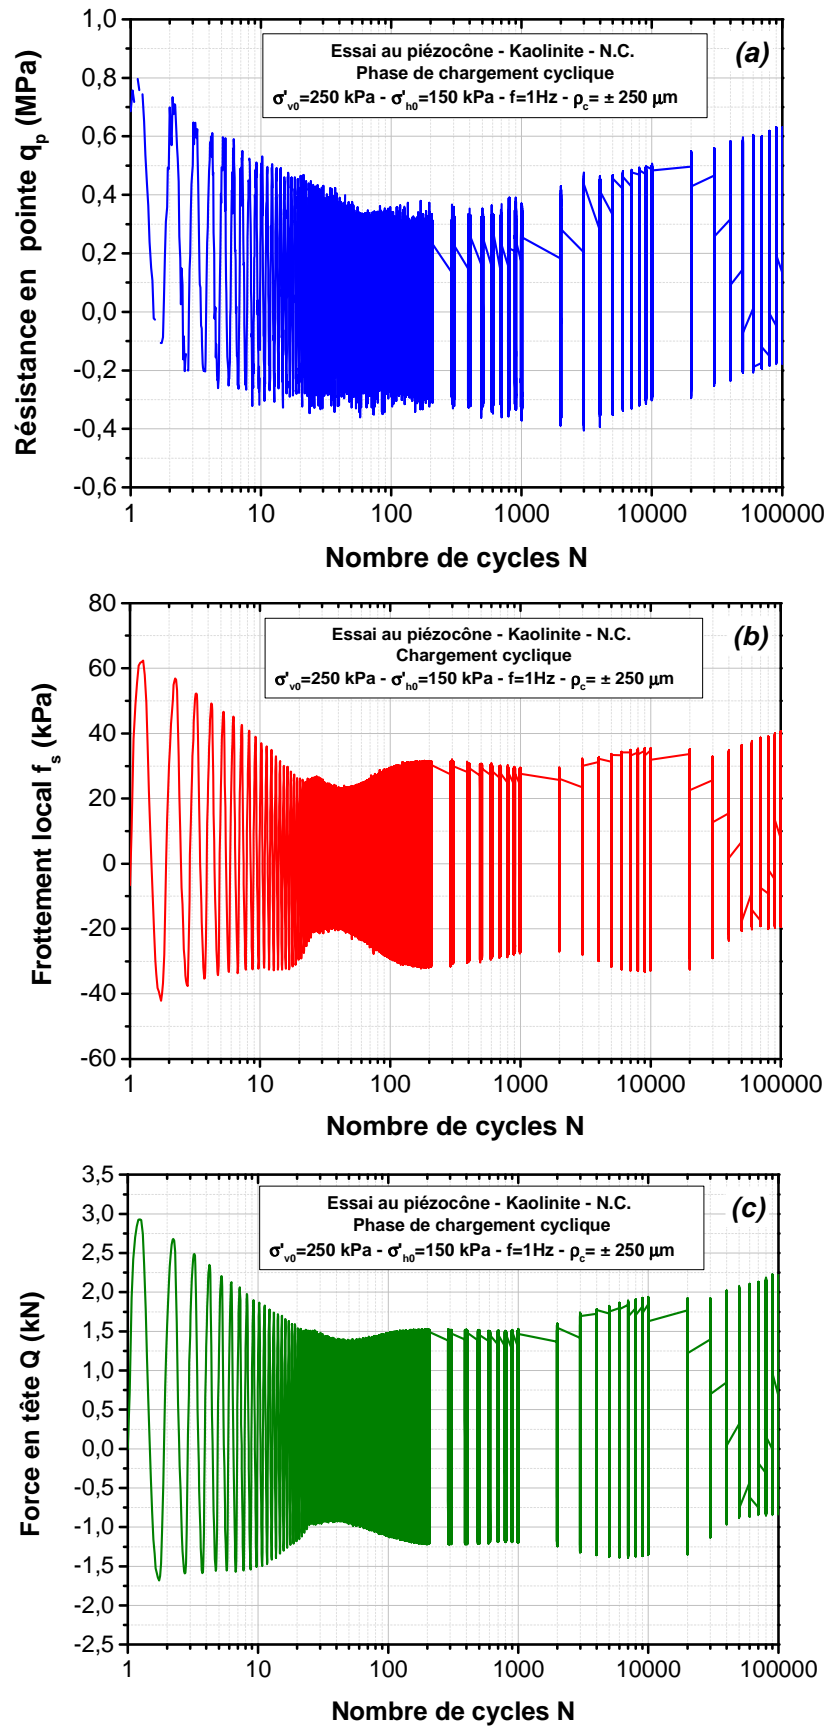 1,0
0,8
0,6
0,4
0,2
0,0
-0,2
-0,4
-0,6
Résistance en pointe qp (MPa)
Essai au piézocône - Kaolinite - N.C.
Phase de chargement cyclique
σ'v0=250 kPa - σ'h0=150 kPa - f=1Hz - ρc= ± 250 μm
(a)
1 10 100 1000 10000 100000
Nombre de cycles N
80
60
40
20
0
-20
-40
-60
Frottement local fs (kPa)
Essai au piézocône - Kaolinite - N.C.
Chargement cyclique
σ'v0=250 kPa - σ'h0=150 kPa - f=1Hz - ρc= ± 250 μm
(b)
1 10 100 1000 10000 100000
Nombre de cycles N
3,5
3,0
2,5
2,0
1,5
1,0
0,5
0,0
-0,5
-1,0
-1,5
-2,0
-2,5
Force en tête Q (kN)
Essai au piézocône - Kaolinite - N.C.
Phase de chargement cyclique
σ'v0=250 kPa - σ'h0=150 kPa - f=1Hz - ρc= ± 250 μm
(c)
1 10 100 1000 10000 100000
Nombre de cycles N